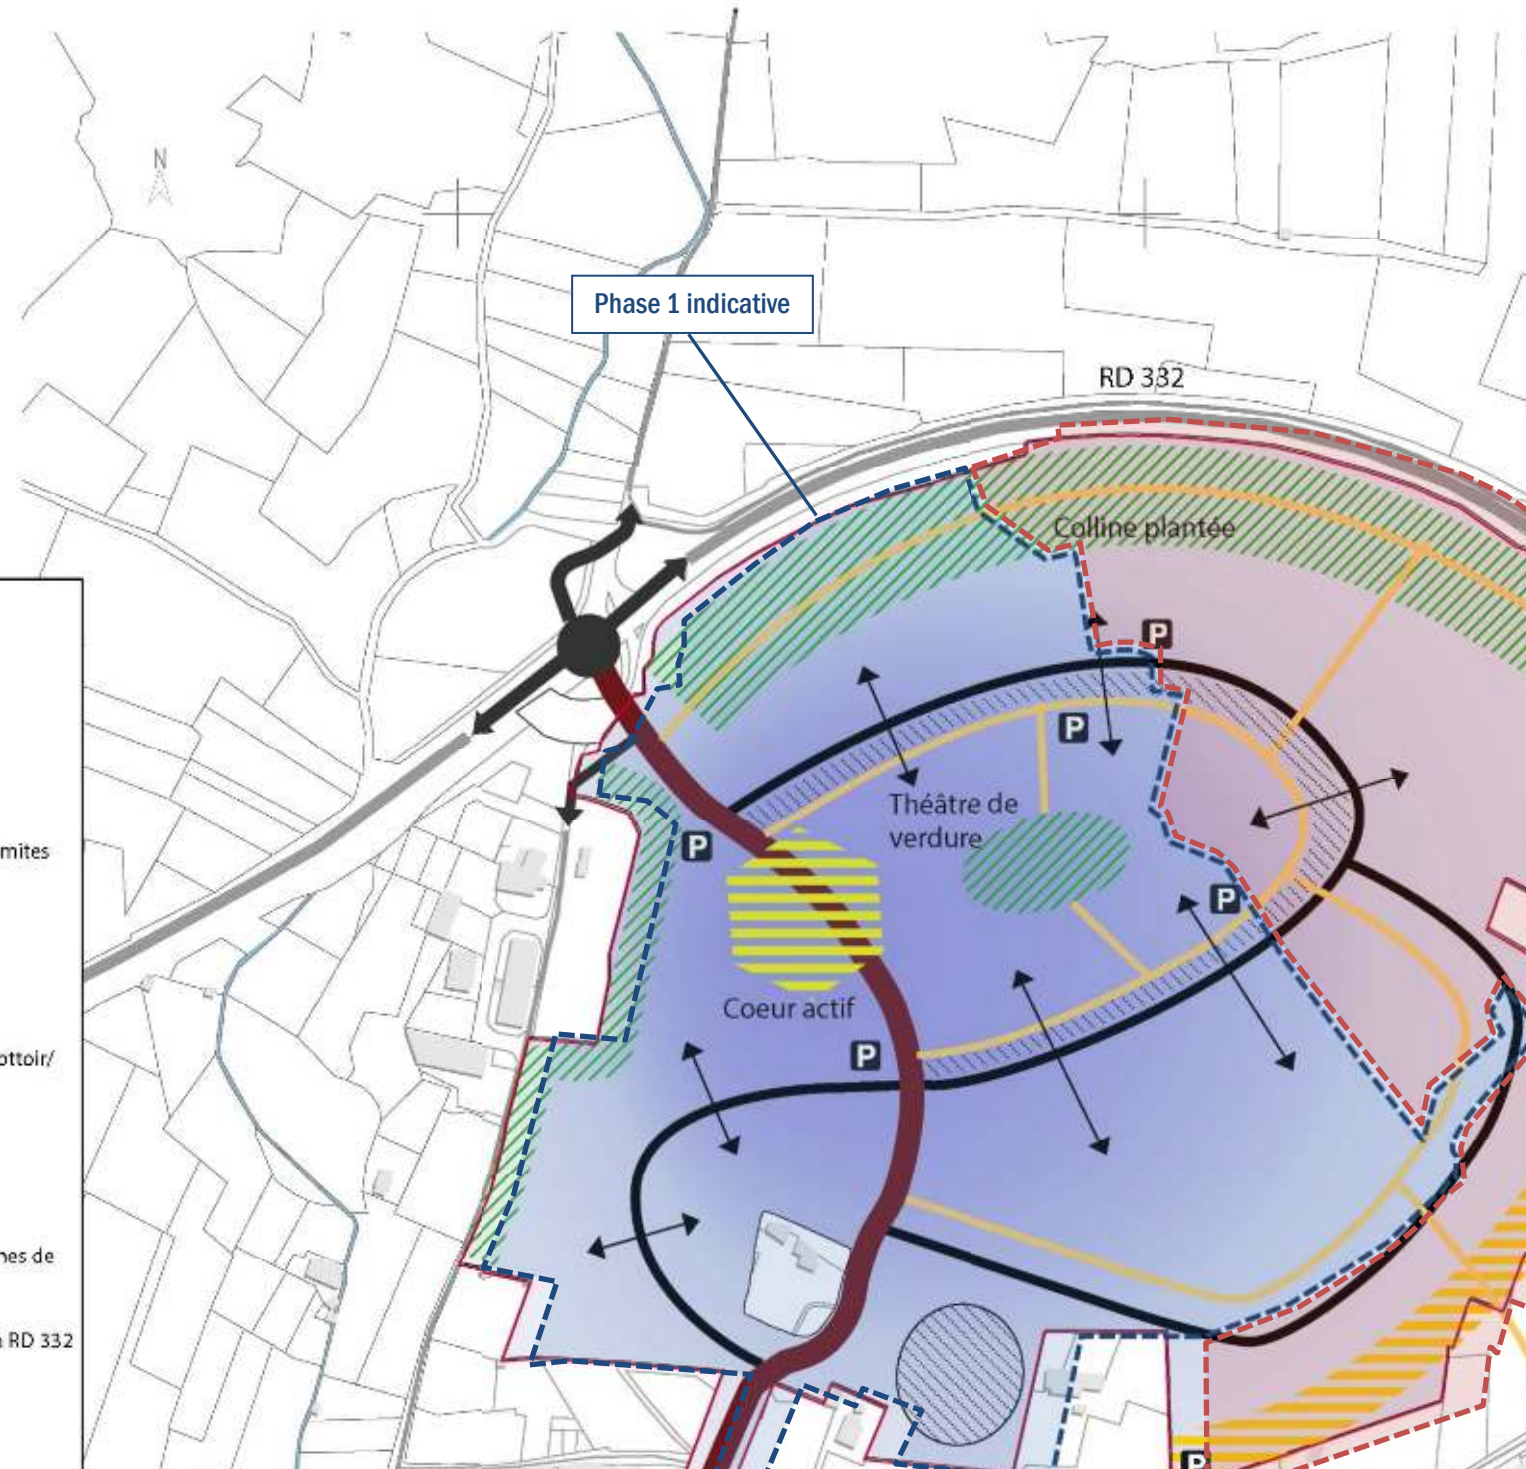 N
Phase 1 indicative
RD 332
Colline plantée
P
P
Théâtre de
verdure
P
mites
P
Coeur actif
P
ottoir/
nes de
RD 332
P